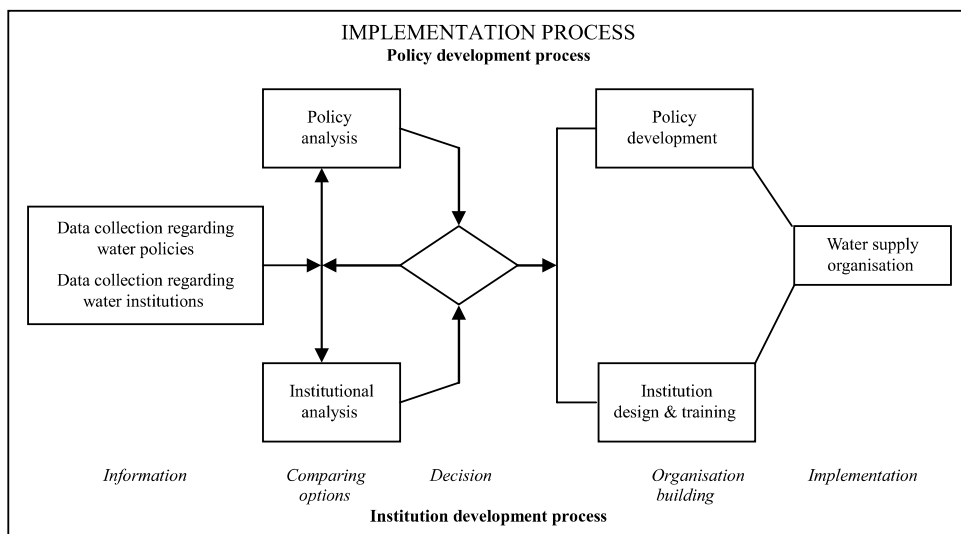 IMPLEMENTATION PROCESS
Policy development process
Policy
analysis
Policy
development
Data collection regarding
water policies
Data collection regarding
water institutions
Water supply
organisation
Institutional
analysis
Institution
design & training
Information
Comparing
options
Decision
Organisation
building
Implementation
Institution development process